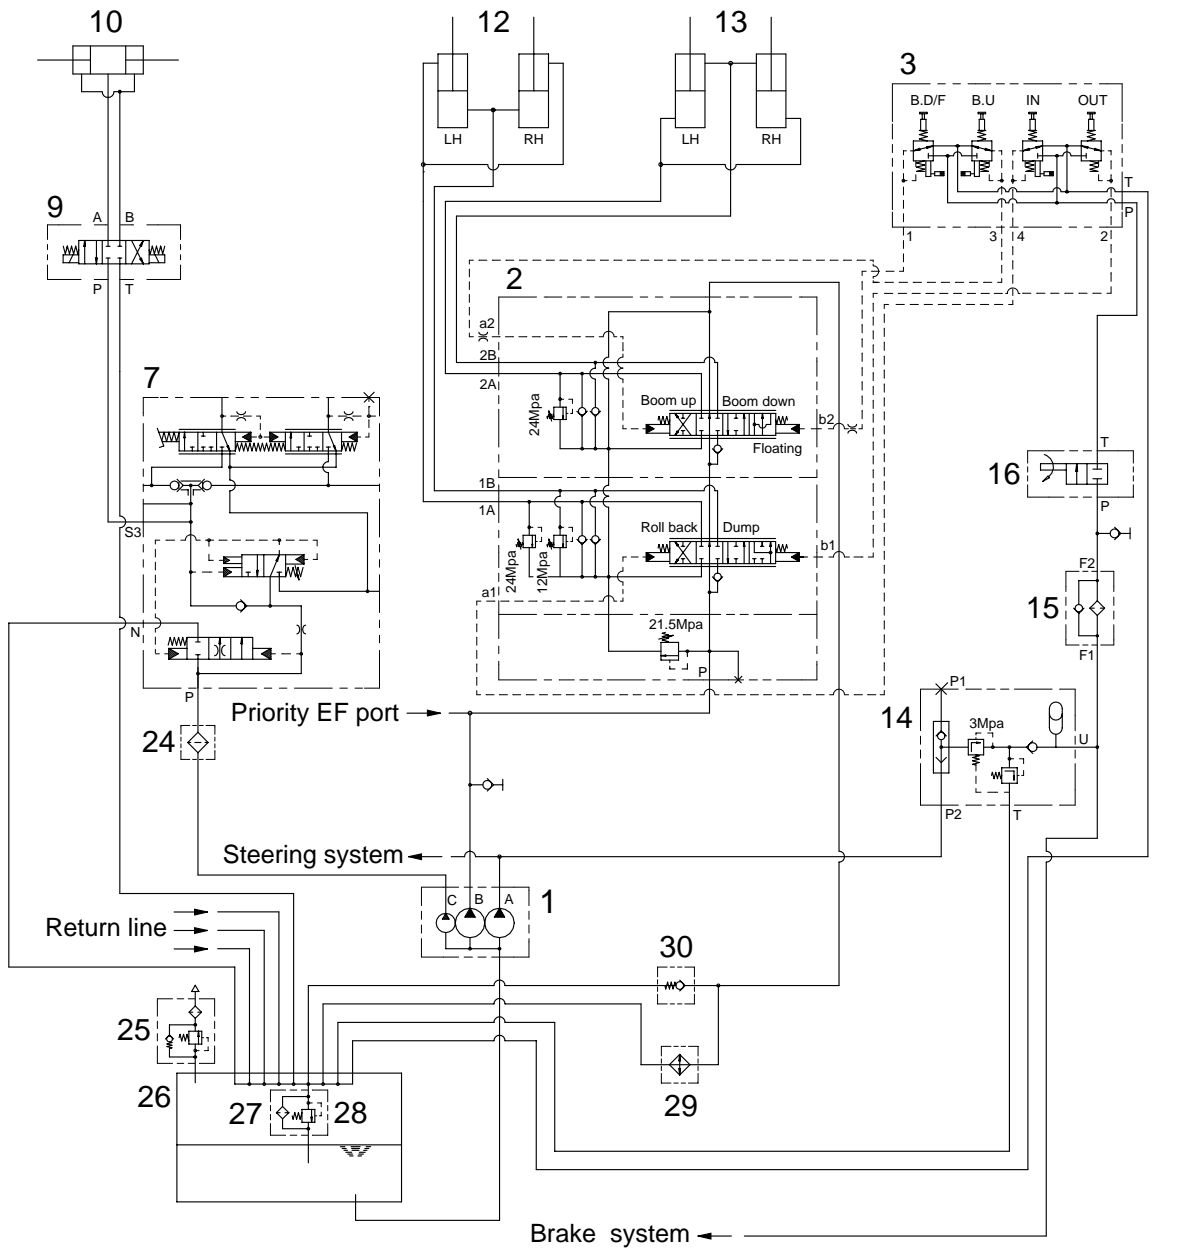 10
12
13
3
B.D/F
B.U
IN
OUT
LH
RH
LH
RH
T
P
1
3
4
2
9
A
B
P
T
2
a2
2B
2A
24Mpa
Boom up
Boom down
b2
Floating
7
1B
1A
Roll back
Dump
b1
24Mpa
12Mpa
a1
S3
N
P
21.5Mpa
P
16
T
P
F2
15
F1
Priority EF port
24
14
P1
3Mpa
U
P2
T
Steering system
1
C
B
A
Return line
30
25
26
27
28
29
Brake system